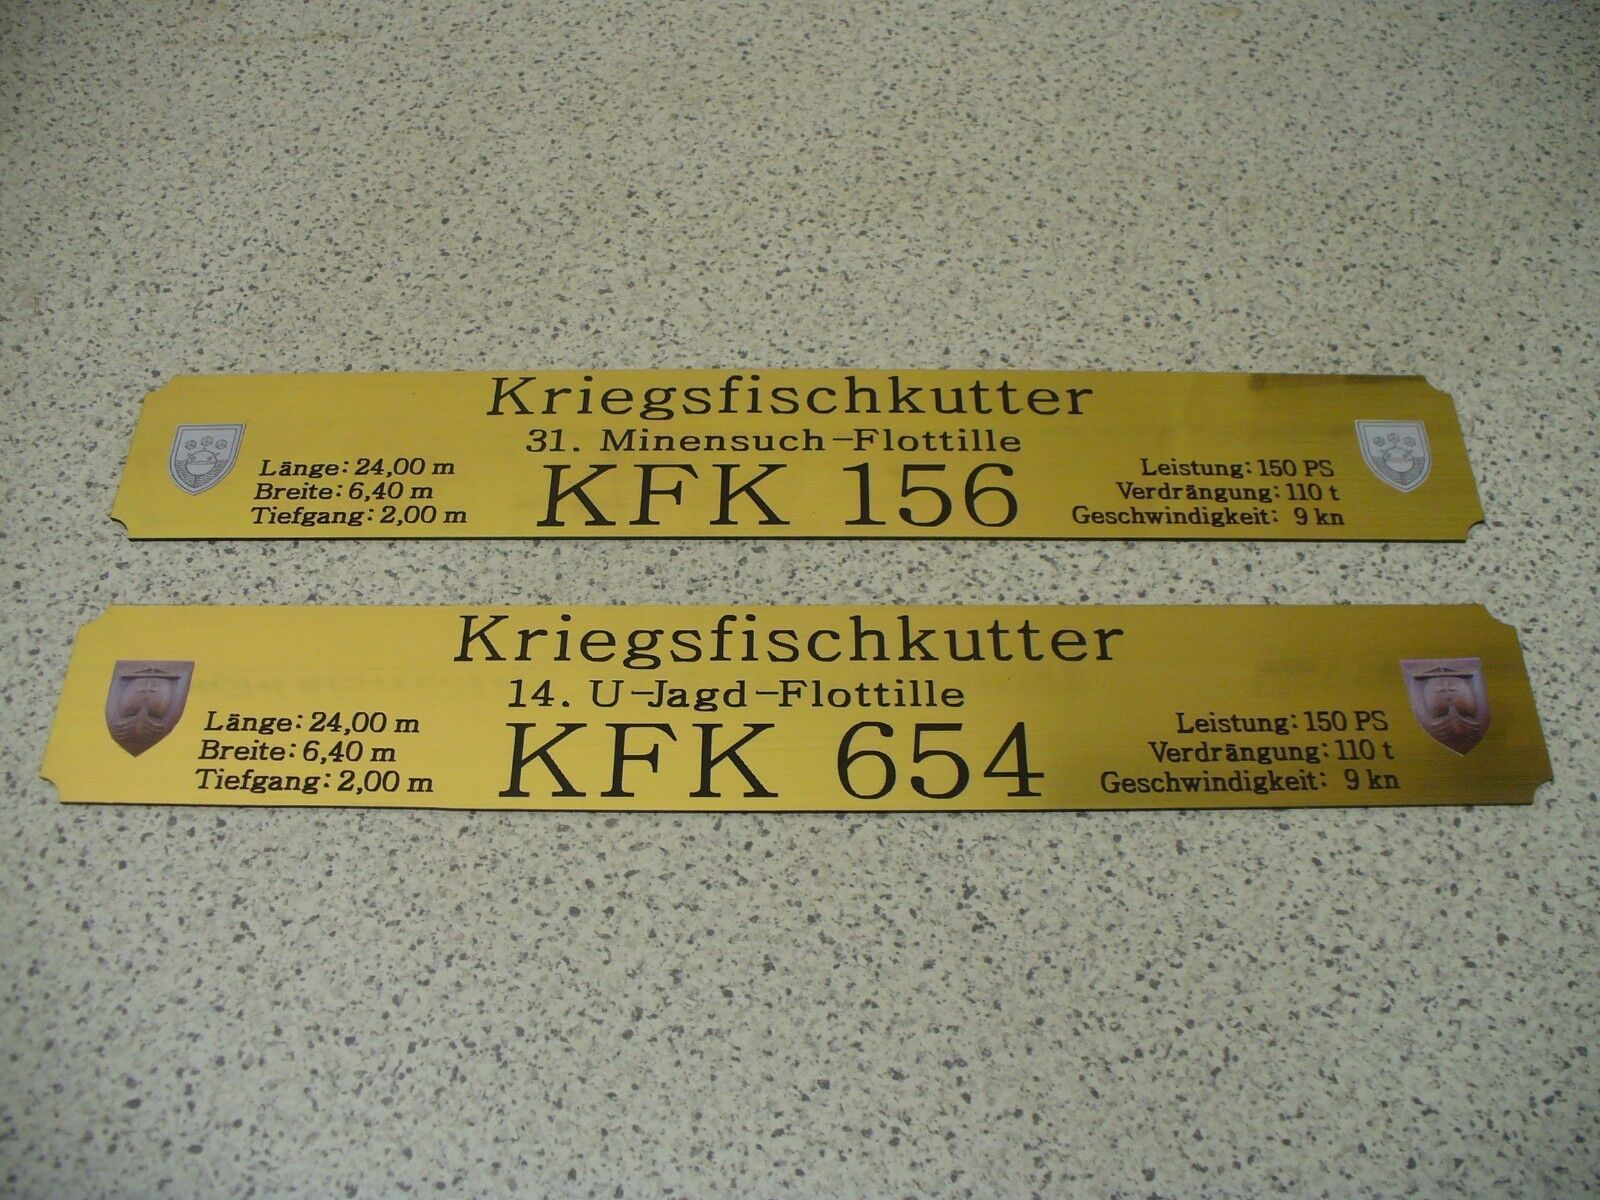 Kriegsfischkutter
31. Minensuch-Flottille
KFK 156
Länge: 24,00 m
Breite: 6,40 m
Tiefgang: 2,00 m
Leistung: 150 PS
Verdrängung: 110 t
Geschwindigkeit: 9 kn
Kriegsfischkutter
14. U-Jagd-Flottille
KFK 654
Länge: 24,00 m
Breite: 6,40 m
Tiefgang: 2,00 m
Leistung: 150 PS
Verdrängung: 110 t
Geschwindigkeit: 9 kn